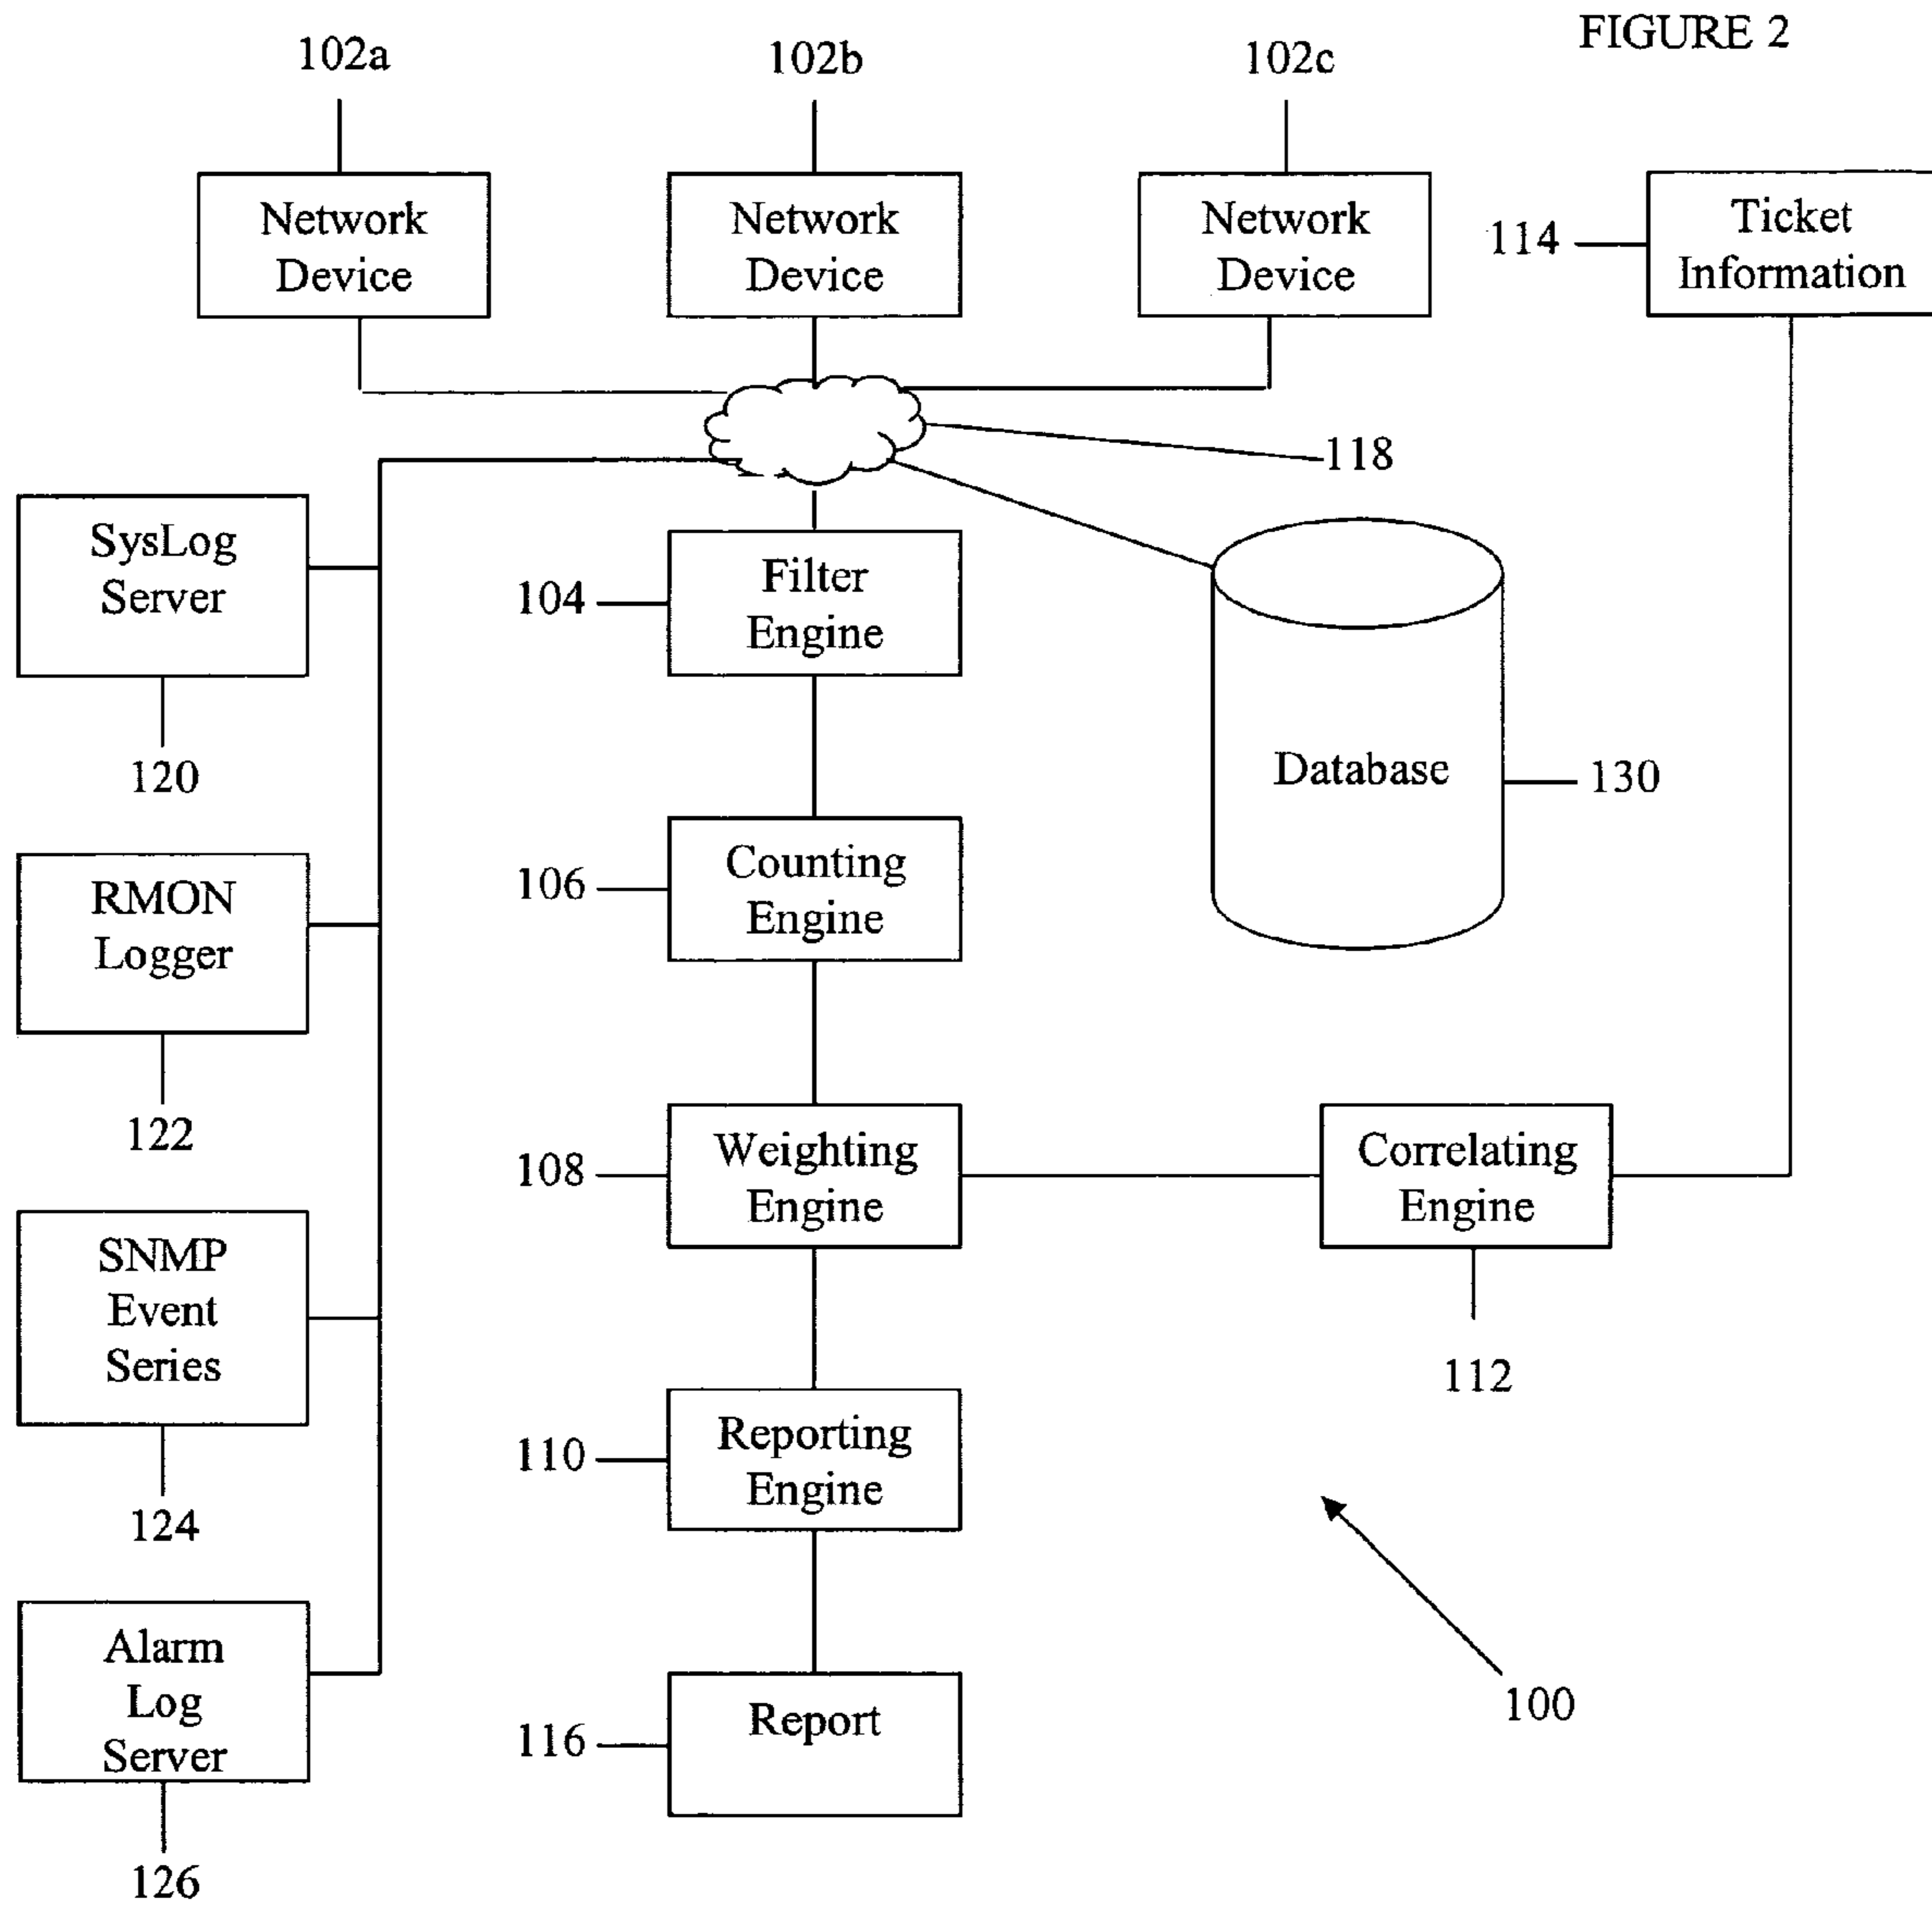 FIGURE 2
102a
102b
102c
Network
Device
Network
Device
Network
Device
114
Ticket
Information
118
SysLog
Server
120
104
Filter
Engine
Database
130
RMON
Logger
122
106
Counting
Engine
108
Weighting
Engine
Correlating
Engine
112
SNMP
Event
Series
124
110
Reporting
Engine
100
Alarm
Log
Server
126
116
Report